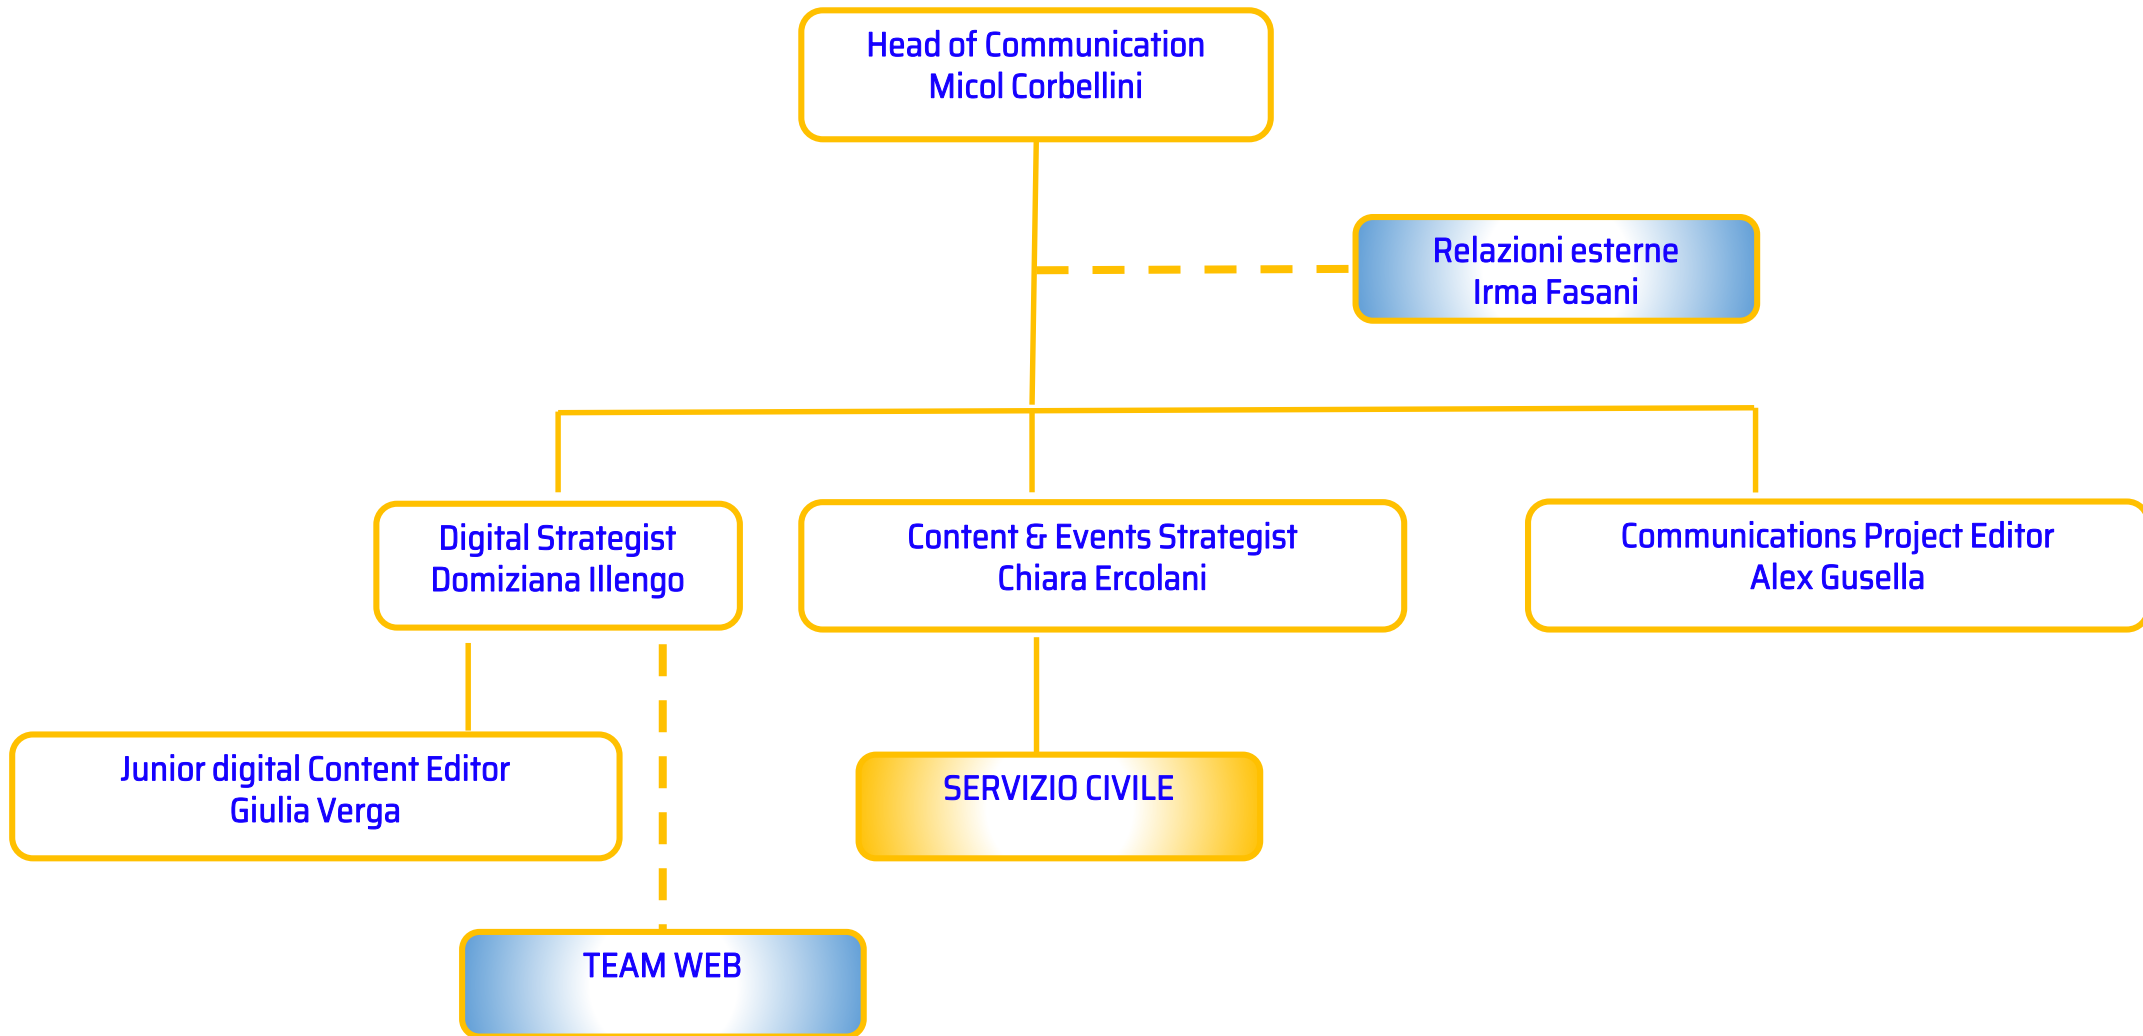 Head of Communication
Micol Corbellini
Relazioni esterne
Irma Fasani
Digital Strategist
Domiziana Illengo
Content & Events Strategist
Chiara Ercolani
Communications Project Editor
Alex Gusella
Junior digital Content Editor
Giulia Verga
SERVIZIO CIVILE
TEAM WEB